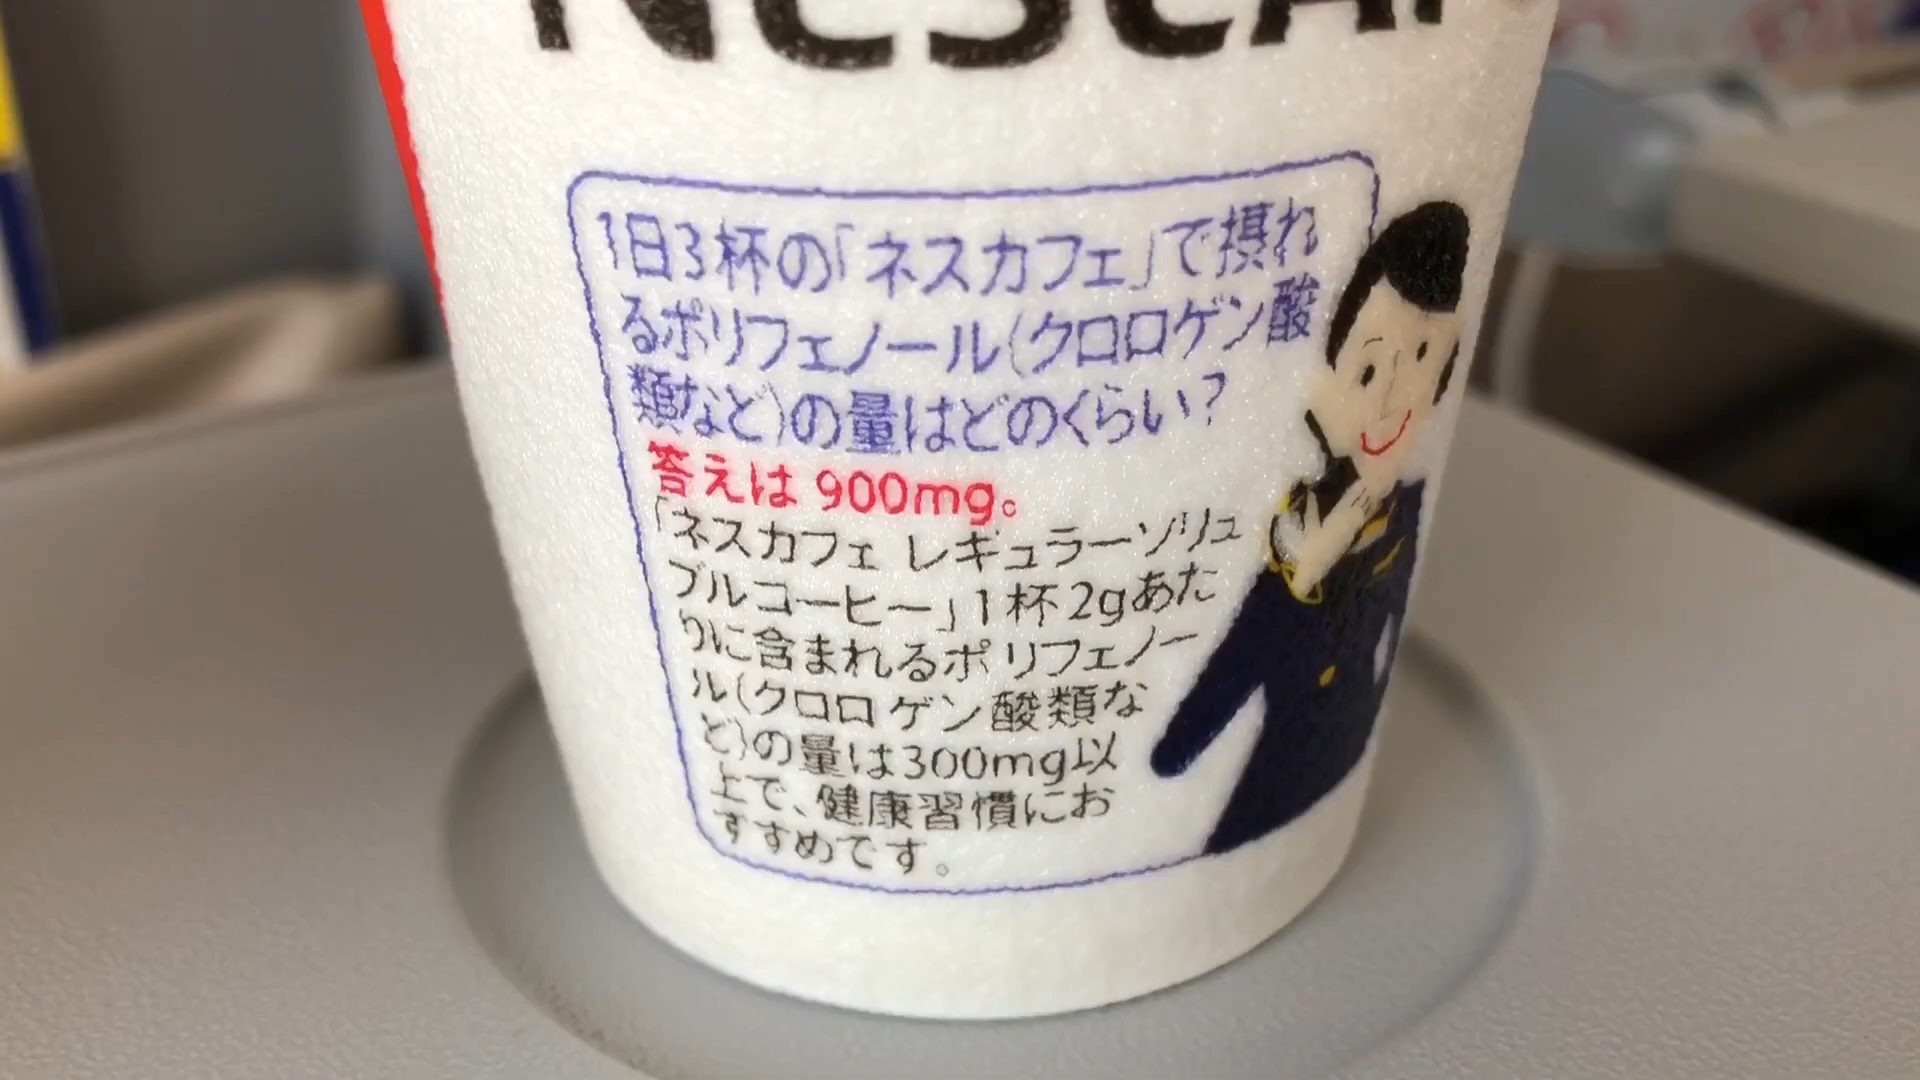 NESCAF
1日3杯の「ネスカフェ」で摂れ
るポリフェノール(クロロゲン酸
類など)の量はどのくらい?
答えは 900mg。
「ネスカフェ レギュラーソリュ
ブルコーヒー」1杯2gあた
りに含まれるポリフェノー
ル(クロロゲン酸類な
ど)の量は300mg以
上で、健康習慣にお
すすめです。